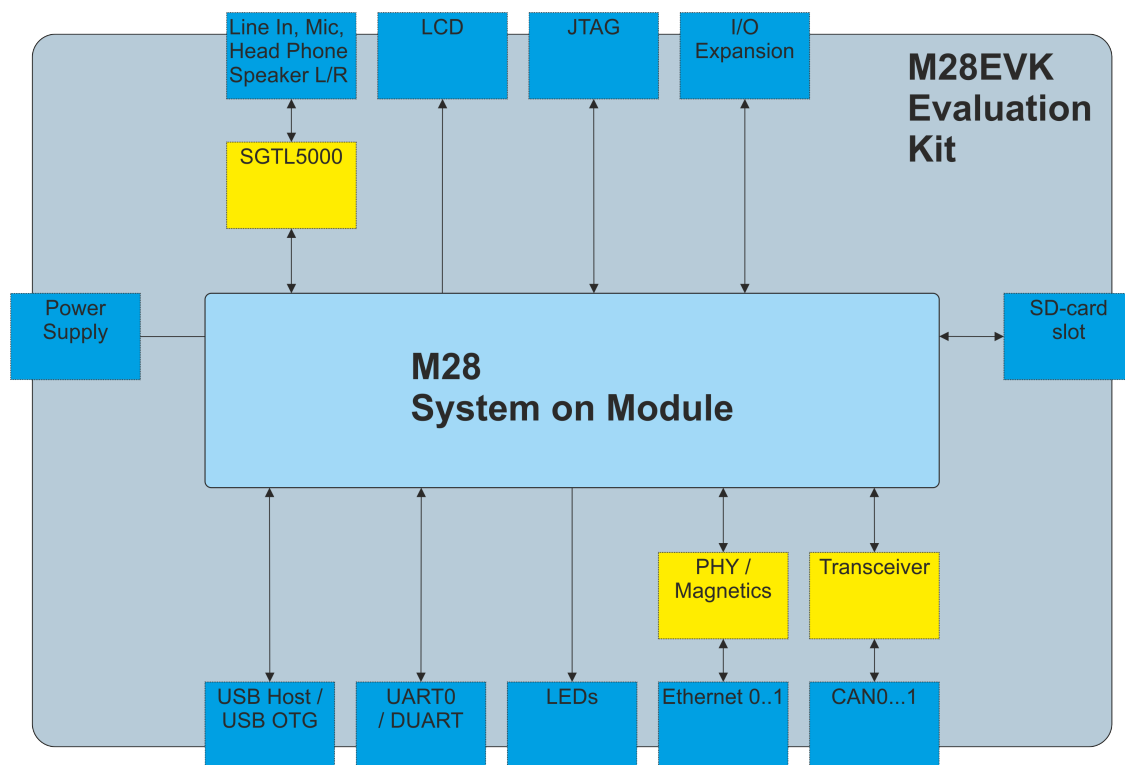 Line In, Mic,
Head Phone
Speaker L/R
LCD
JTAG
I/O
Expansion
M28EVK
Evaluation
Kit
SGTL5000
Power
Supply
SD-card
slot
M28
System on Module
PHY /
Magnetics
Transceiver
USB Host /
USB OTG
UART0
/ DUART
LEDs
Ethernet 0..1
CAN0...1